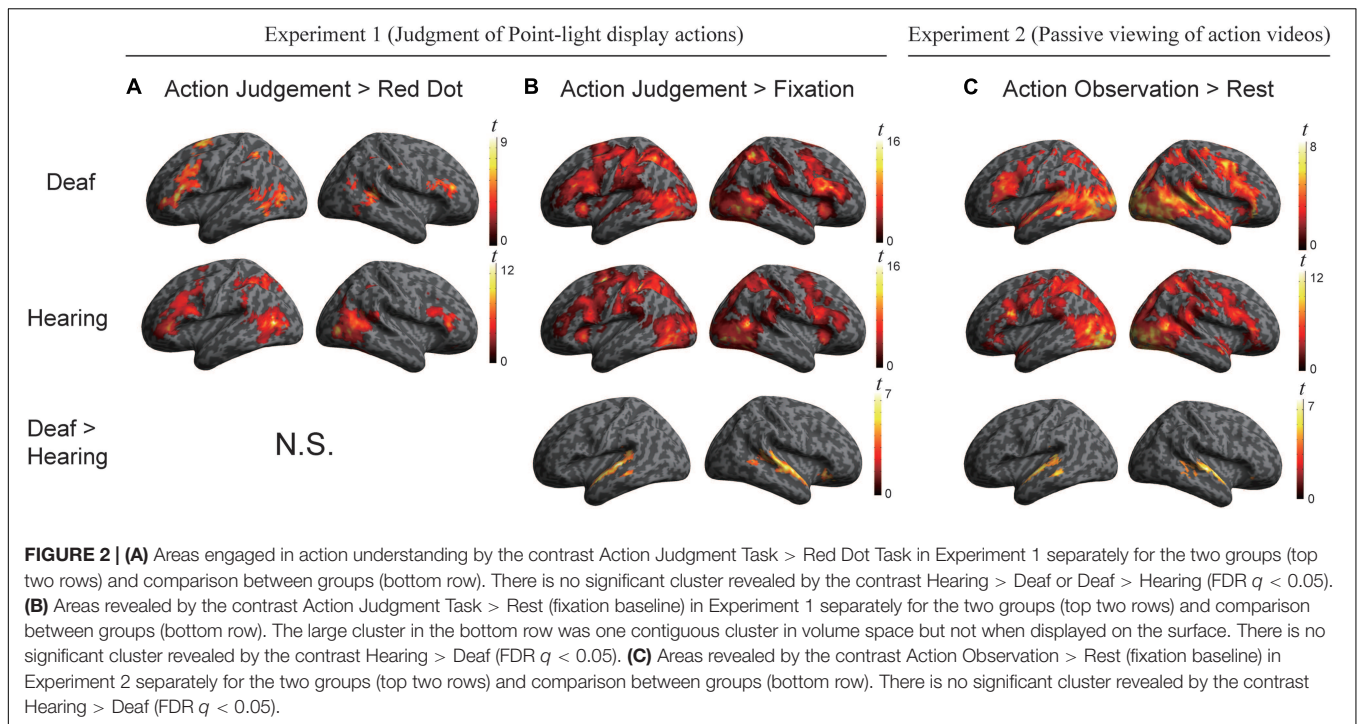 Experiment 1 (Judgment of Point-light display actions)
Experiment 2 (Passive viewing of action videos)
A Action Judgement > Red Dot
B Action Judgement > Fixation
C Action Observation > Rest
Deaf
t
9
0
t
16
0
t
8
0
Hearing
t
12
0
t
16
0
t
12
0
Deaf >
Hearing
N.S.
t
7
0
t
7
0
FIGURE 2 | (A) Areas engaged in action understanding by the contrast Action Judgment Task > Red Dot Task in Experiment 1 separately for the two groups (top
two rows) and comparison between groups (bottom row). There is no significant cluster revealed by the contrast Hearing > Deaf or Deaf > Hearing (FDR q < 0.05).
(B) Areas revealed by the contrast Action Judgment Task > Rest (fixation baseline) in Experiment 1 separately for the two groups (top two rows) and comparison
between groups (bottom row). The large cluster in the bottom row was one contiguous cluster in volume space but not when displayed on the surface. There is no
significant cluster revealed by the contrast Hearing > Deaf (FDR q < 0.05). (C) Areas revealed by the contrast Action Observation > Rest (fixation baseline) in
Experiment 2 separately for the two groups (top two rows) and comparison between groups (bottom row). There is no significant cluster revealed by the contrast
Hearing > Deaf (FDR q < 0.05).